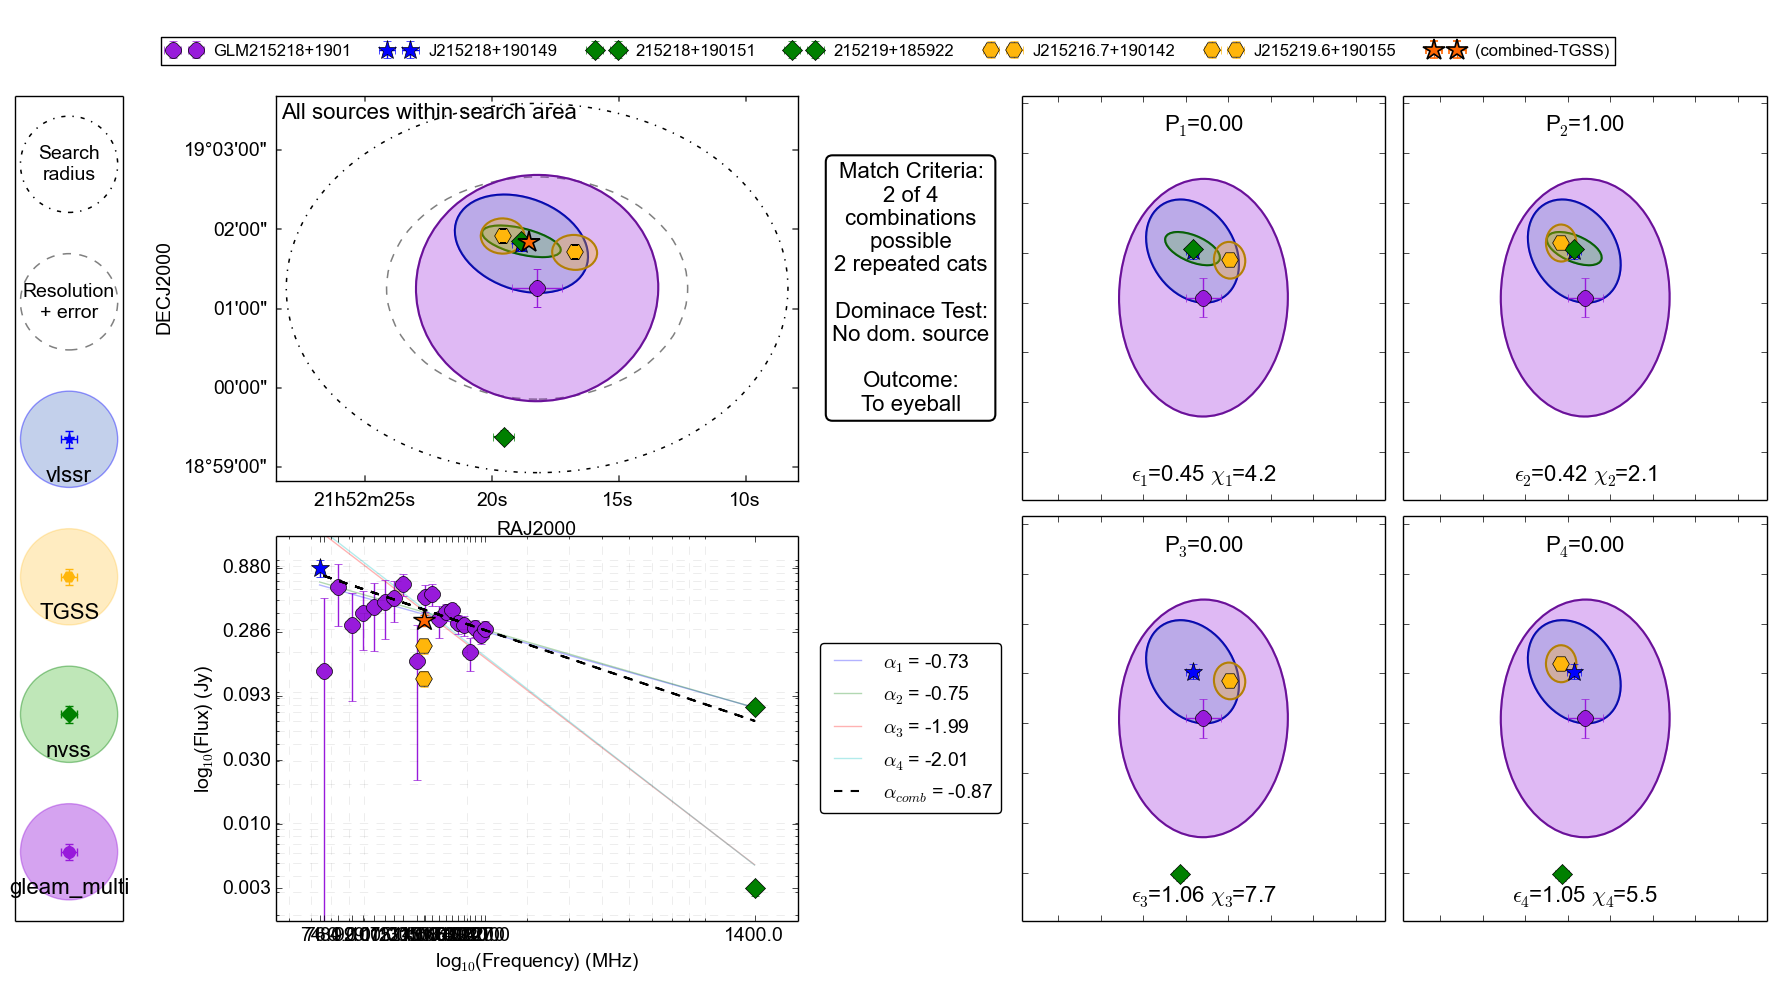 GLM215218+1901 J215218+190149 215218+190151 215219+185922 J215216.7+190142 J215219.6+190155 (combined-TGSS)
Search
radius
Resolution
+ error
vlssr
TGSS
nvss
gleam_multi
All sources within search area
DECJ2000
19°03'00"
02'00"
01'00"
00'00"
18°59'00"
21h52m25s 20s 15s 10s
RAJ2000
Match Criteria:
2 of 4
combinations
possible
2 repeated cats
Dominace Test:
No dom. source
Outcome:
To eyeball
P1=0.00
ϵ1=0.45 χ1=4.2
P2=1.00
ϵ2=0.42 χ2=2.1
log10(Flux) (Jy)
0.880
0.286
0.093
0.030
0.010
0.003
1400.0
log10(Frequency) (MHz)
α1 = -0.73
α2 = -0.75
α3 = -1.99
α4 = -2.01
αcomb = -0.87
P3=0.00
ϵ3=1.06 χ3=7.7
P4=0.00
ϵ4=1.05 χ4=5.5